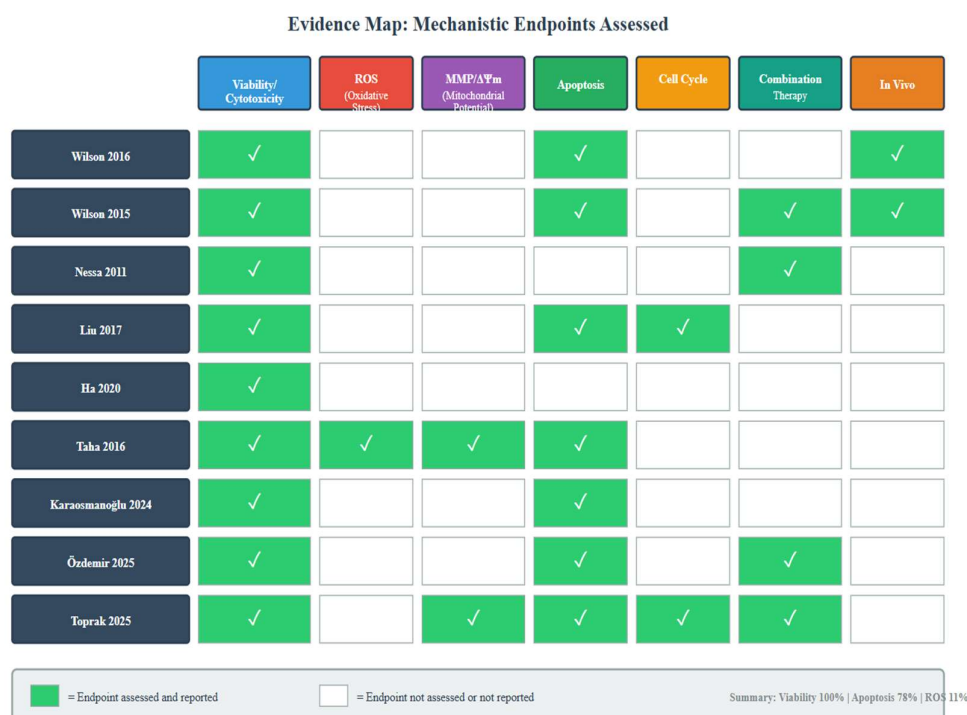 Evidence Map: Mechanistic Endpoints Assessed
Viability/
Cytotoxicity
ROS
(Oxidative
Stress)
MMP/ΔΨm
(Mitochondrial
Potential)
Apoptosis
Cell Cycle
Combination
Therapy
In Vivo
Wilson 2016
✓ ✓ ✓
Wilson 2015
✓ ✓ ✓ ✓
Nessa 2011
✓ ✓
Liu 2017
✓ ✓ ✓
Ha 2020
✓
Taha 2016
✓ ✓ ✓ ✓
Karaosmanoğlu 2024
✓ ✓
Özdemir 2025
✓ ✓ ✓
Toprak 2025
✓ ✓ ✓ ✓ ✓
= Endpoint assessed and reported
= Endpoint not assessed or not reported
Summary: Viability 100% | Apoptosis 78% | ROS 11%